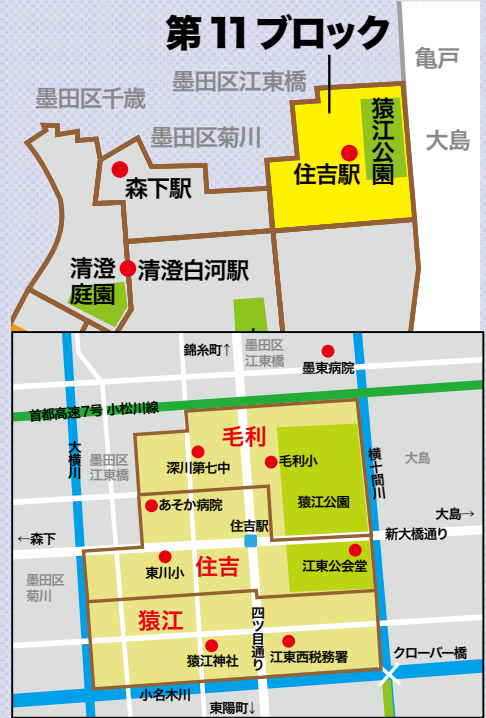 第11ブロック
亀戸
墨田区江東橋
墨田区千歳
猿江公園
墨田区菊川
大島
住吉駅
森下駅
清澄
庭園
清澄白河駅
錦糸町↑
墨田区
江東橋
墨東病院
首都高速7号 小松川線
毛利
大横川
墨田区
江東橋
深川第七中
毛利小
横十間川
大島
猿江公園
あそか病院
大島→
住吉駅
新大橋通り
←森下
東川小
住吉
江東公会堂
墨田区
菊川
猿江
四ツ目通り
猿江神社
江東西税務署
クローバー橋
小名木川
東陽町↓